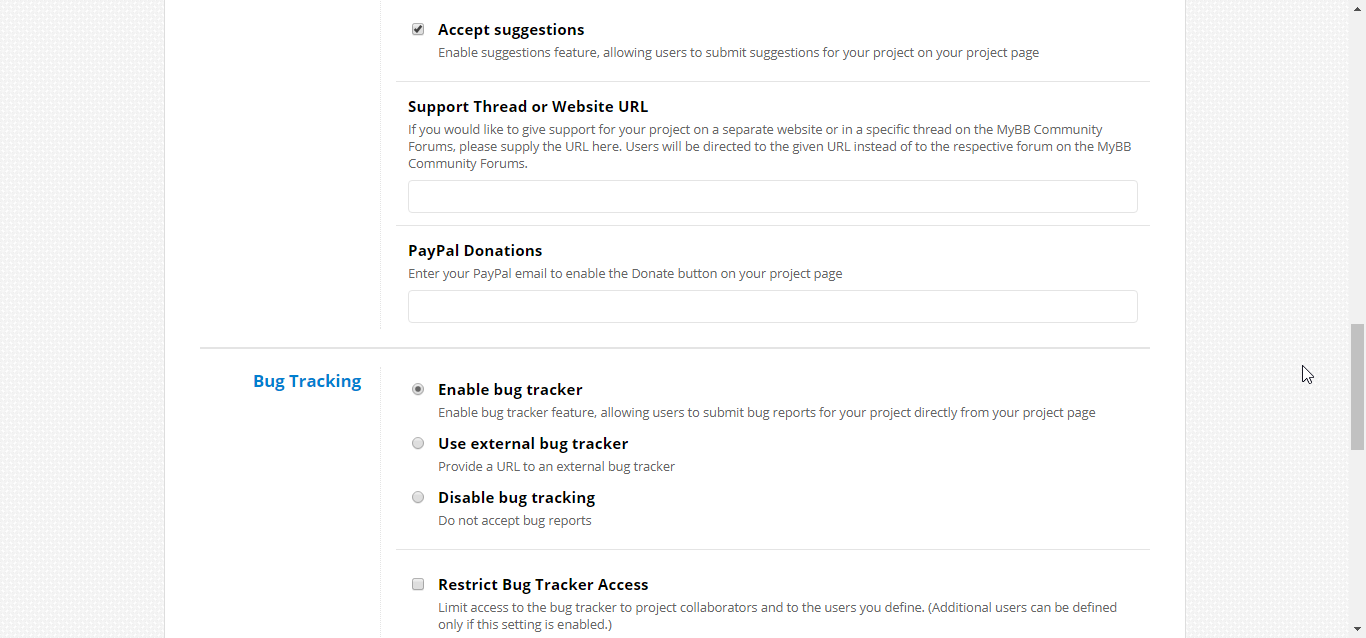 Accept suggestions
Enable suggestions feature, allowing users to submit suggestions for your project on your project page
Support Thread or Website URL
If you would like to give support for your project on a separate website or in a specific thread on the MyBB Community
Forums, please supply the URL here. Users will be directed to the given URL instead of to the respective forum on the MyBB
Community Forums.
PayPal Donations
Enter your PayPal email to enable the Donate button on your project page
Bug Tracking
Enable bug tracker
Enable bug tracker feature, allowing users to submit bug reports for your project directly from your project page
Use external bug tracker
Provide a URL to an external bug tracker
Disable bug tracking
Do not accept bug reports
Restrict Bug Tracker Access
Limit access to the bug tracker to project collaborators and to the users you define. (Additional users can be defined
only if this setting is enabled.)